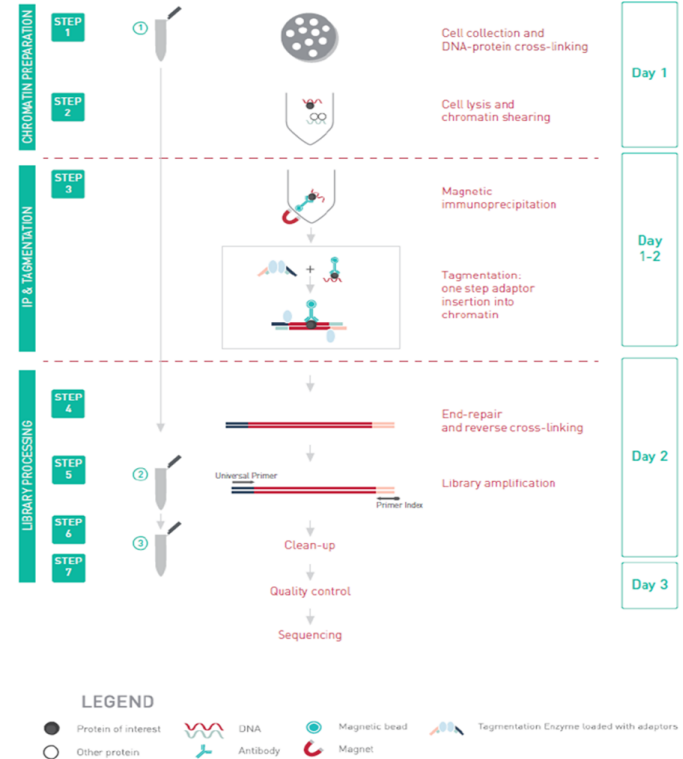 CHROMATIN PREPARATION
STEP
1
1
Cell collection and
DNA-protein cross-linking
Day 1
STEP
2
Cell lysis and
chromatin shearing
IP & TAGMENTATION
STEP
3
Magnetic
immunoprecipitation
Day
1-2
+
Tagmentation:
one step adaptor
insertion into
chromatin
LIBRARY PROCESSING
STEP
4
End-repair
and reverse cross-linking
Day 2
STEP
5
2
Universal Primer
Library amplification
Primer Index
STEP
6
3
Clean-up
STEP
7
Quality control
Day 3
Sequencing
LEGEND
Protein of interest
DNA
Magnetic bead
Tagmentation Enzyme loaded with adaptors
Other protein
Antibody
Magnet